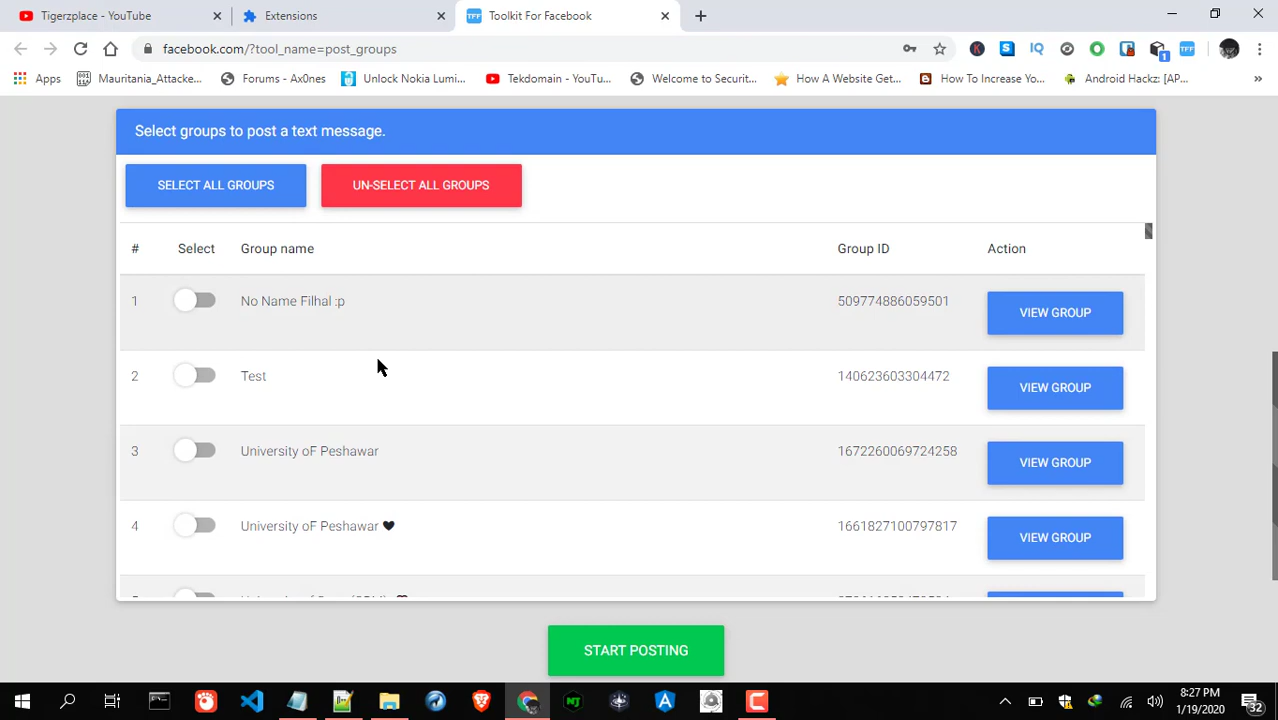 Tigerzplace - YouTube
Extensions
Toolkit For Facebook
facebook.com/?tool_name=post_groups
Apps
Mauritania_Attacke...
Forums - Ax0nes
Unlock Nokia Lumi...
Tekdomain - YouTu...
Welcome to Securit...
How A Website Get...
How To Increase Yo...
Android Hackz: [AP...
Select groups to post a text message.
SELECT ALL GROUPS
UN-SELECT ALL GROUPS
# Select Group name Group ID Action
1 No Name Filhal :p 509774886059501 VIEW GROUP
2 Test 140623603304472 VIEW GROUP
3 University oF Peshawar 1672260069724258 VIEW GROUP
4 University oF Peshawar ♥ 1661827100797817 VIEW GROUP
START POSTING
8:27 PM
1/19/2020
32